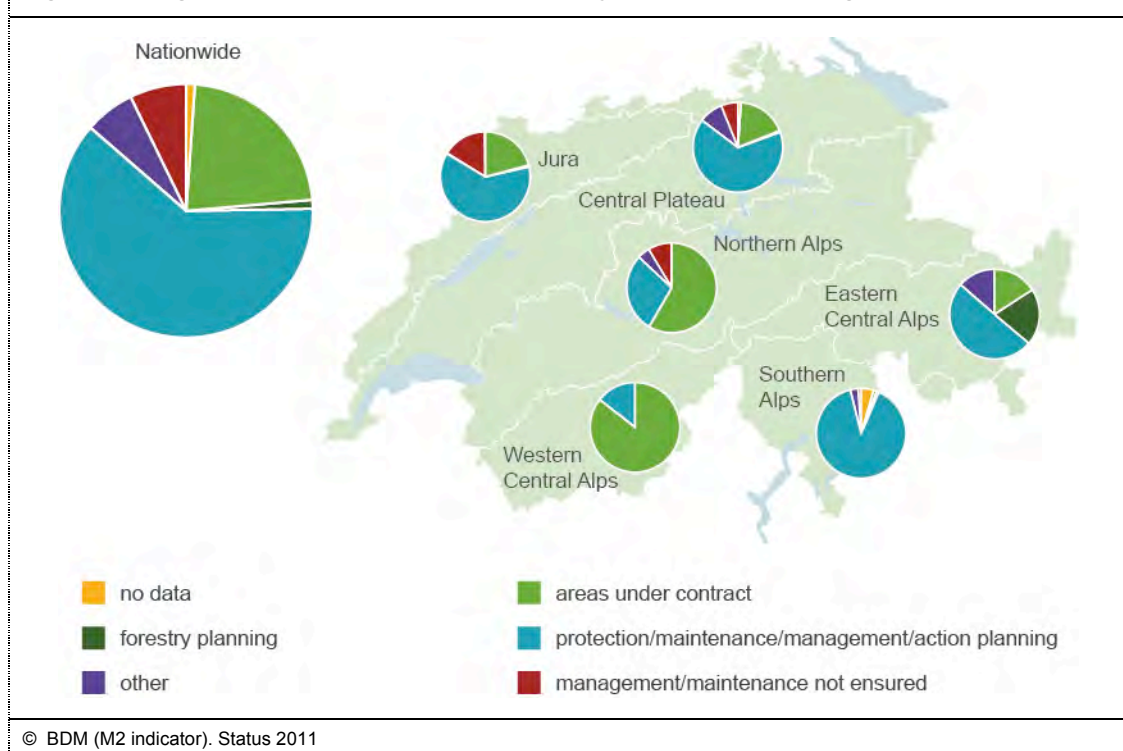 Nationwide
Jura
Central Plateau
Northern Alps
Eastern
Central Alps
Southern
Alps
Western
Central Alps
no data
areas under contract
forestry planning
protection/maintenance/management/action planning
other
management/maintenance not ensured
© BDM (M2 indicator). Status 2011